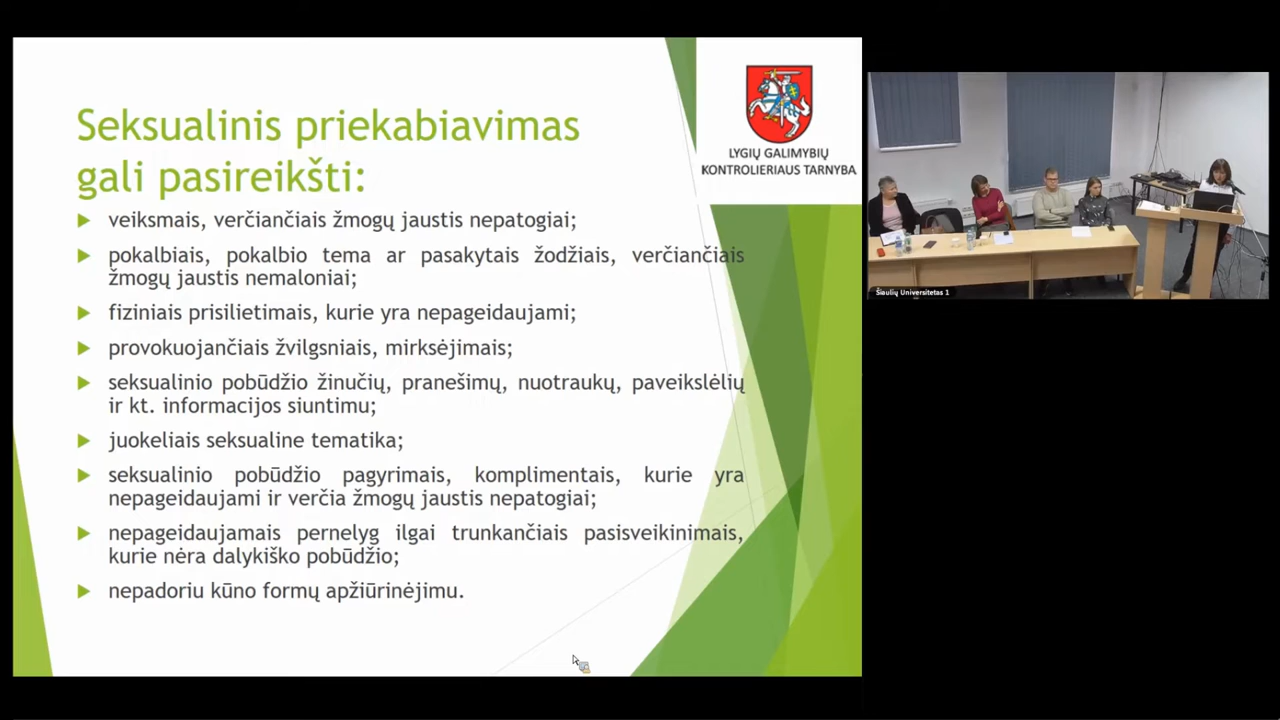 Seksualinis priekabiavimas
gali pasireikšti:
LYGIŲ GALIMYBIŲ
KONTROLIERIAUS TARNYBA
veiksmais, verčiančiais žmogų jaustis nepatogiai;
pokalbiais, pokalbio tema ar pasakytais žodžiais, verčiančiais
žmogų jaustis nemaloniai;
fiziniais prisilietimais, kurie yra nepageidaujami;
provokuojančiais žvilgsniais, mirksėjimais;
seksualinio pobūdžio žinučių, pranešimų, nuotraukų, paveikslėlių
ir kt. informacijos siuntimu;
juokeliais seksualine tematika;
seksualinio pobūdžio pagyrimais, komplimentais, kurie yra
nepageidaujami ir verčia žmogų jaustis nepatogiai;
nepageidaujamais pernelyg ilgai trunkančiais pasisveikinimais,
kurie nėra dalykiško pobūdžio;
nepadoriu kūno formų apžiūrinėjimu.
Šiaulių Universitetas 1